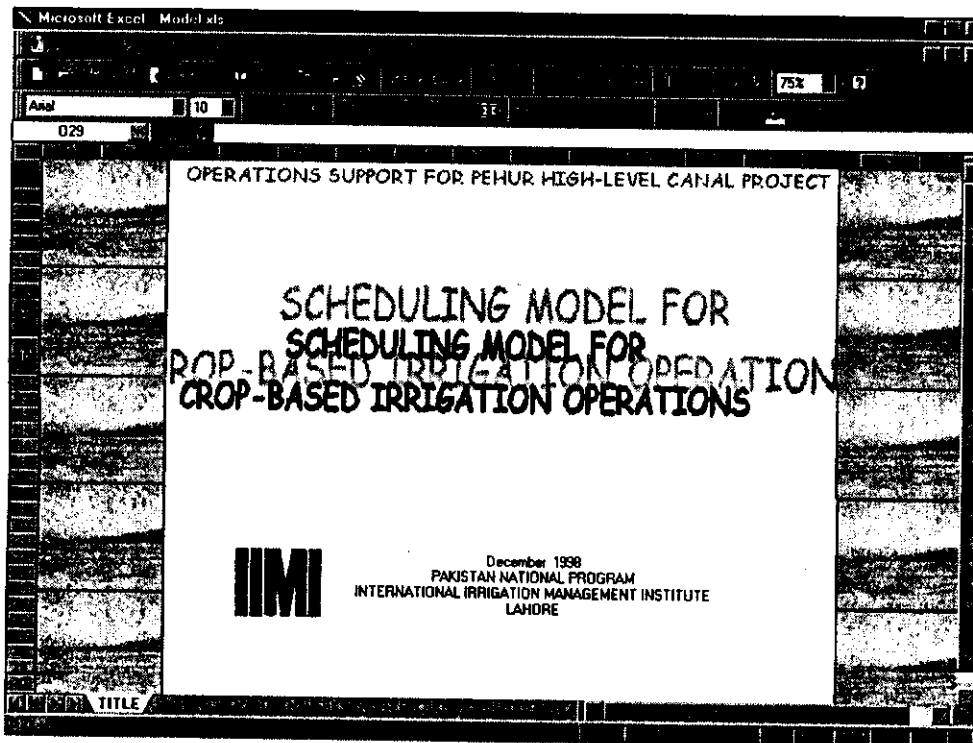 Microsoft Excel - Model.xls
75%
Arial
10
O29
OPERATIONS SUPPORT FOR PEHUR HIGH-LEVEL CANAL PROJECT
SCHEDULING MODEL FOR
SCHEDULING MODEL FOR
ROP-BASED IRRIGATION OPERATION
CROP-BASED IRRIGATION OPERATIONS
IIMI
December 1998
PAKISTAN NATIONAL PROGRAM
INTERNATIONAL IRRIGATION MANAGEMENT INSTITUTE
LAHORE
TITLE